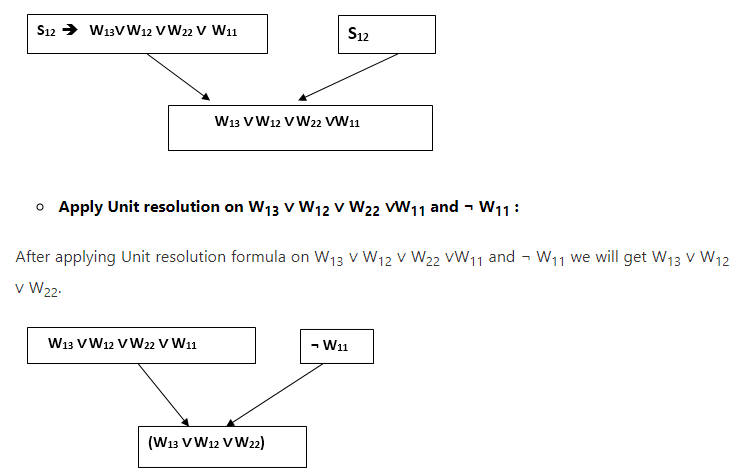 S₁₂ ➔ W₁₃∨W₁₂ ∨W₂₂ ∨ W₁₁
S₁₂
W₁₃ ∨W₁₂ ∨W₂₂ ∨W₁₁
○ Apply Unit resolution on W₁₃ ∨ W₁₂ ∨ W₂₂ ∨W₁₁ and ¬ W₁₁ :
After applying Unit resolution formula on W₁₃ ∨ W₁₂ ∨ W₂₂ ∨W₁₁ and ¬ W₁₁ we will get W₁₃ ∨ W₁₂
∨ W₂₂.
W₁₃ ∨W₁₂ ∨W₂₂ ∨ W₁₁
¬ W₁₁
(W₁₃ ∨W₁₂ ∨W₂₂)